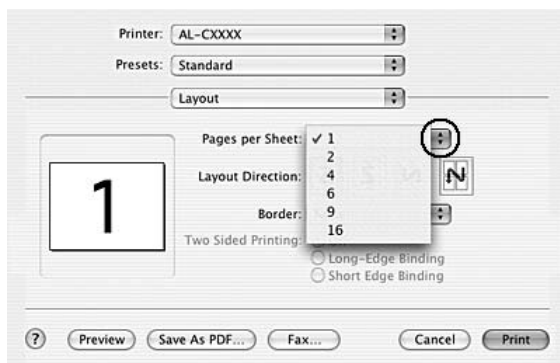 Printer: AL-CXXXX
Presets: Standard
Layout
Pages per Sheet: ✓ 1
2
4
6
9
16
Layout Direction:
Border:
Two Sided Printing:
Long-Edge Binding
Short Edge Binding
1
? Preview Save As PDF... Fax... Cancel Print